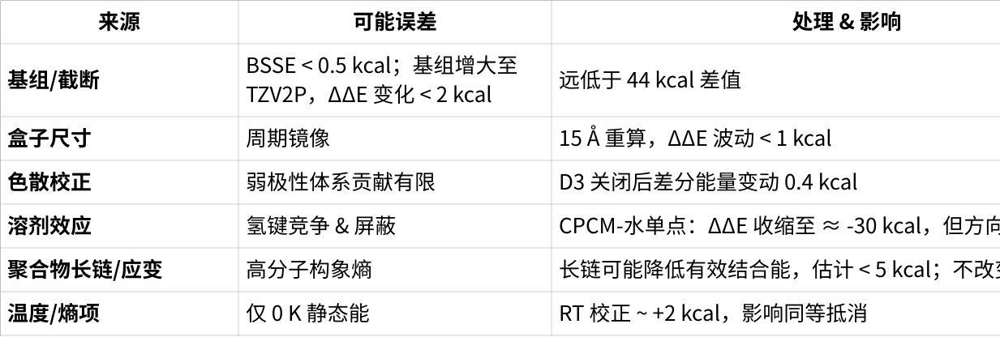 来源 可能误差 处理 & 影响
基组/截断 BSSE < 0.5 kcal；基组增大至 TZV2P，ΔΔE 变化 < 2 kcal 远低于 44 kcal 差值
盒子尺寸 周期镜像 15 Å 重算，ΔΔE 波动 < 1 kcal
色散校正 弱极性体系贡献有限 D3 关闭后差分能量变动 0.4 kcal
溶剂效应 氢键竞争 & 屏蔽 CPCM-水单点：ΔΔE 收缩至 ≈ -30 kcal，但方向
聚合物长链/应变 高分子构象熵 长链可能降低有效结合能，估计 < 5 kcal；不改
温度/熵项 仅 0 K 静态能 RT 校正 ~ +2 kcal，影响同等抵消